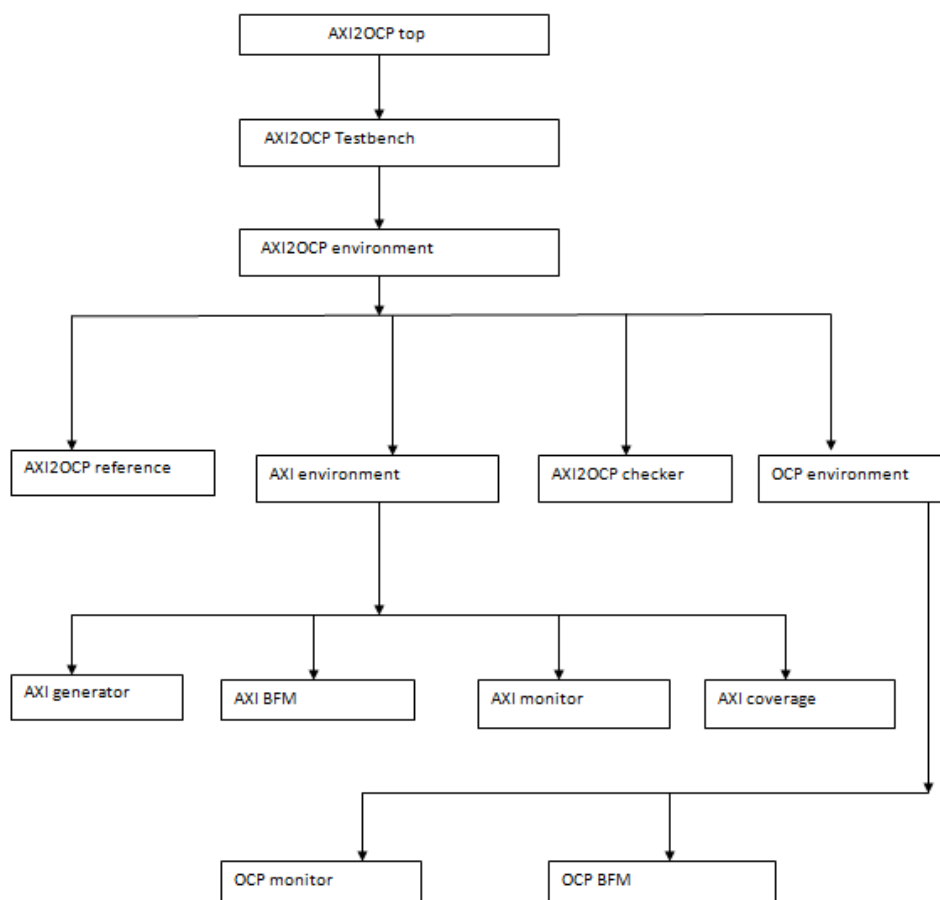 AXI2OCP top
AXI2OCP Testbench
AXI2OCP environment
AXI2OCP reference
AXI environment
AXI2OCP checker
OCP environment
AXI generator
AXI BFM
AXI monitor
AXI coverage
OCP monitor
OCP BFM